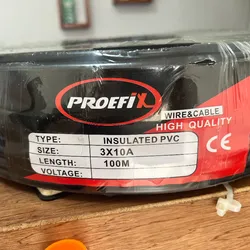 PROEFIX
WIRE&CABLE
HIGH QUALITY
TYPE: INSULATED PVC
SIZE: 3X10A
LENGTH: 100M
VOLTAGE:
CE